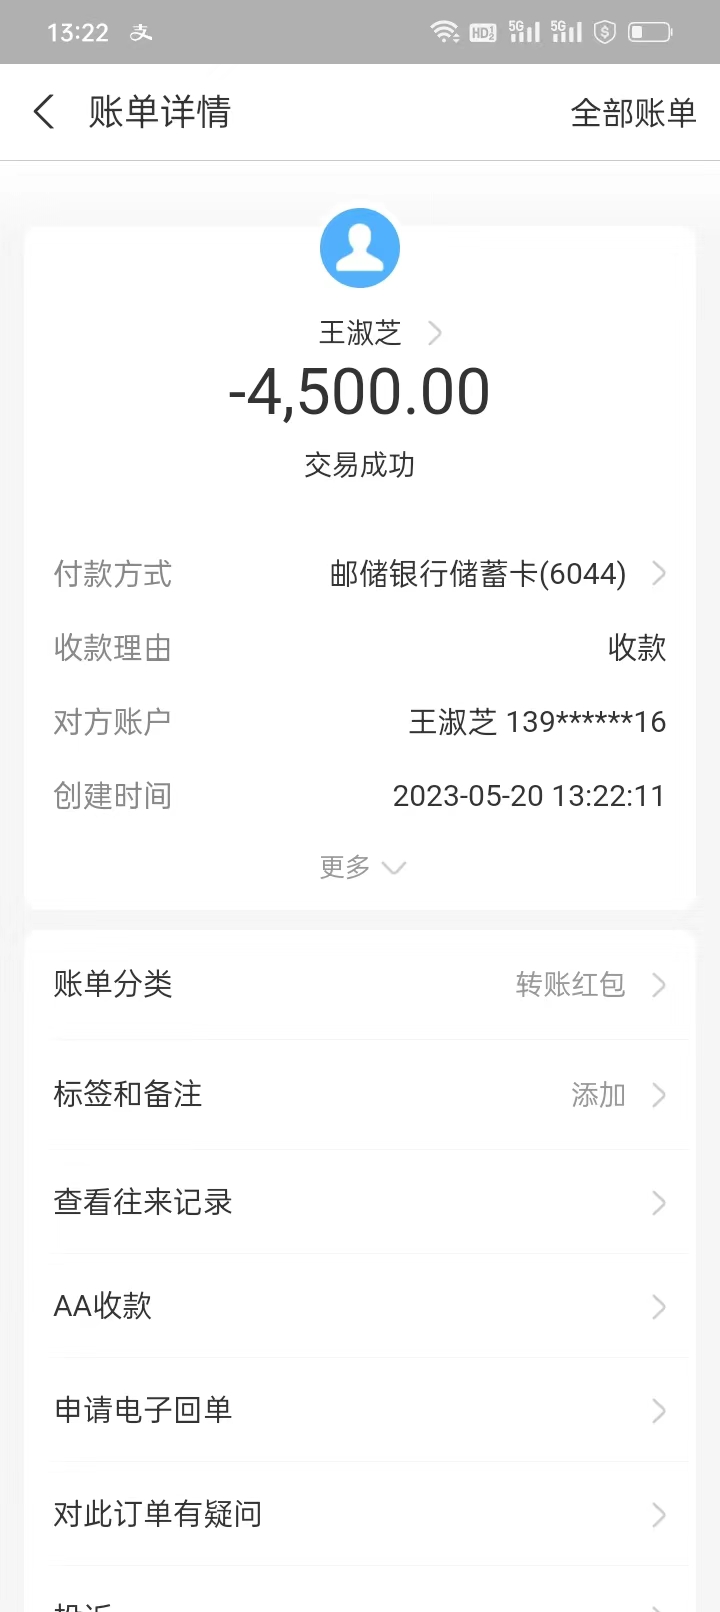 13:22 支 HD 5G 5G
账单详情 全部账单
王淑芝
-4,500.00
交易成功
付款方式 邮储银行储蓄卡(6044)
收款理由 收款
对方账户 王淑芝 139******16
创建时间 2023-05-20 13:22:11
更多
账单分类 转账红包
标签和备注 添加
查看往来记录
AA收款
申请电子回单
对此订单有疑问
投诉